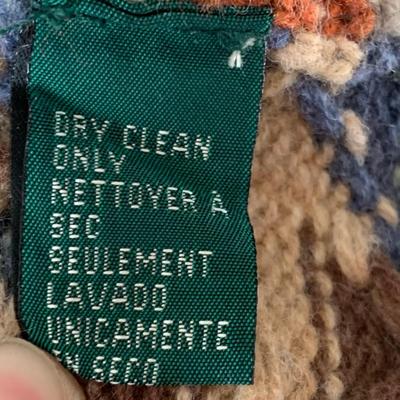 DRY CLEAN
ONLY
NETTOYER A
SEC
SEULEMENT
LAVADO
UNICAMENTE
EN SECO